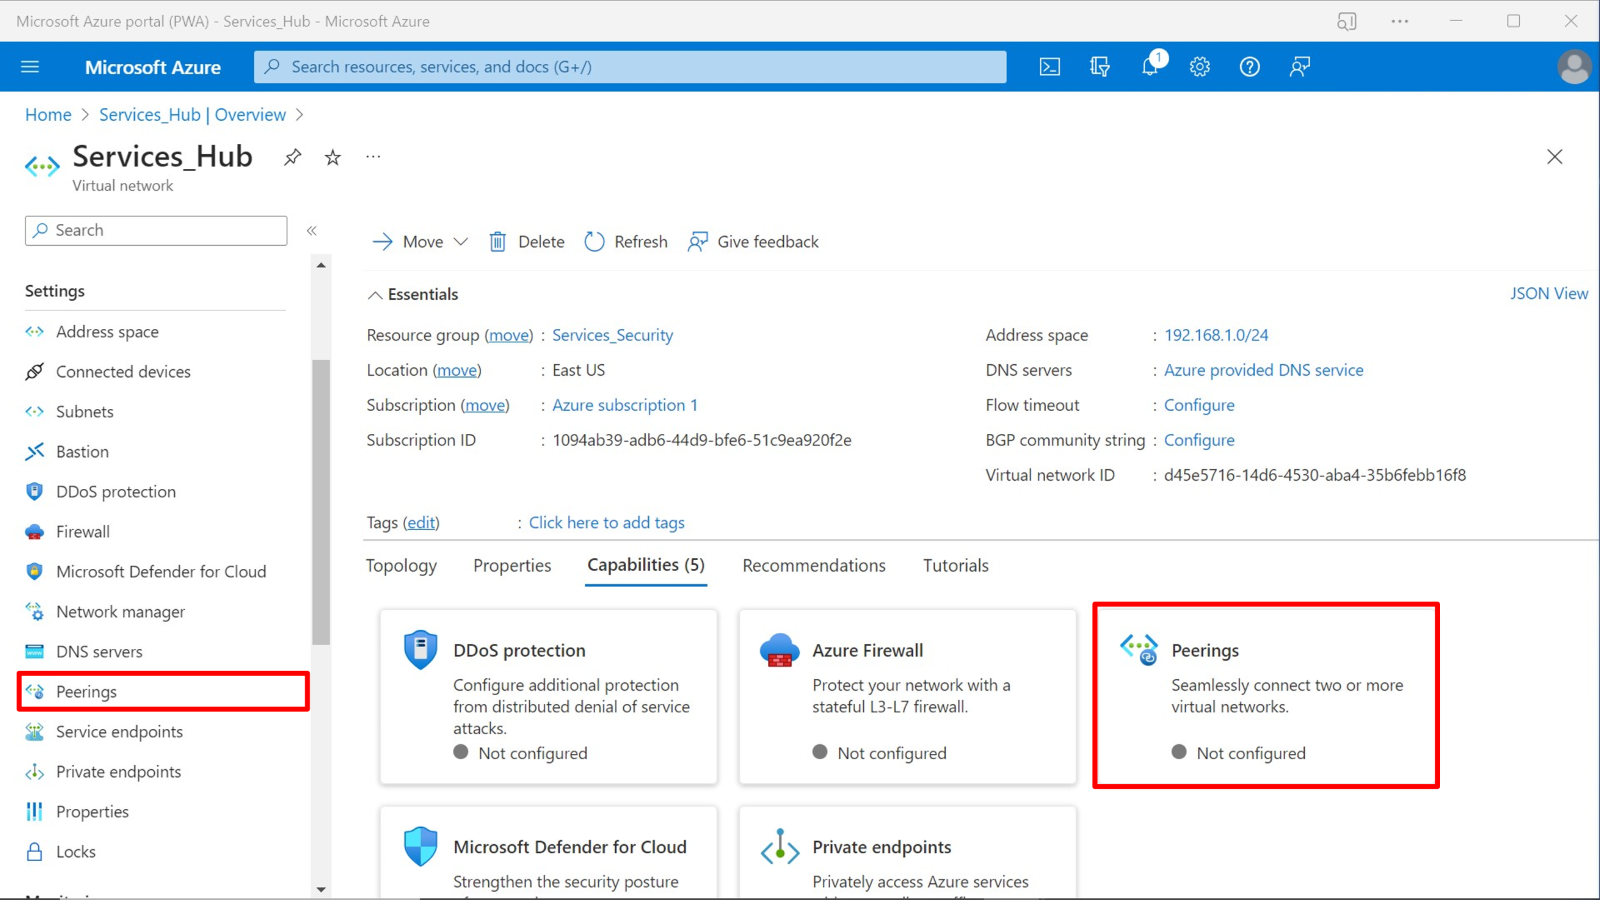 Microsoft Azure portal (PWA) - Services_Hub - Microsoft Azure
Microsoft Azure
Search resources, services, and docs (G+/)
1
Home > Services_Hub | Overview >
Services_Hub
Virtual network
Search
Settings
Address space
Connected devices
Subnets
Bastion
DDoS protection
Firewall
Microsoft Defender for Cloud
Network manager
DNS servers
Peerings
Service endpoints
Private endpoints
Properties
Locks
Move
Delete
Refresh
Give feedback
Essentials
JSON View
Resource group (move) : Services_Security
Location (move) : East US
Subscription (move) : Azure subscription 1
Subscription ID : 1094ab39-adb6-44d9-bfe6-51c9ea920f2e
Address space : 192.168.1.0/24
DNS servers : Azure provided DNS service
Flow timeout : Configure
BGP community string : Configure
Virtual network ID : d45e5716-14d6-4530-aba4-35b6febb16f8
Tags (edit) : Click here to add tags
Topology
Properties
Capabilities (5)
Recommendations
Tutorials
DDoS protection
Configure additional protection
from distributed denial of service
attacks.
Not configured
Azure Firewall
Protect your network with a
stateful L3-L7 firewall.
Not configured
Peerings
Seamlessly connect two or more
virtual networks.
Not configured
Microsoft Defender for Cloud
Strengthen the security posture
Private endpoints
Privately access Azure services